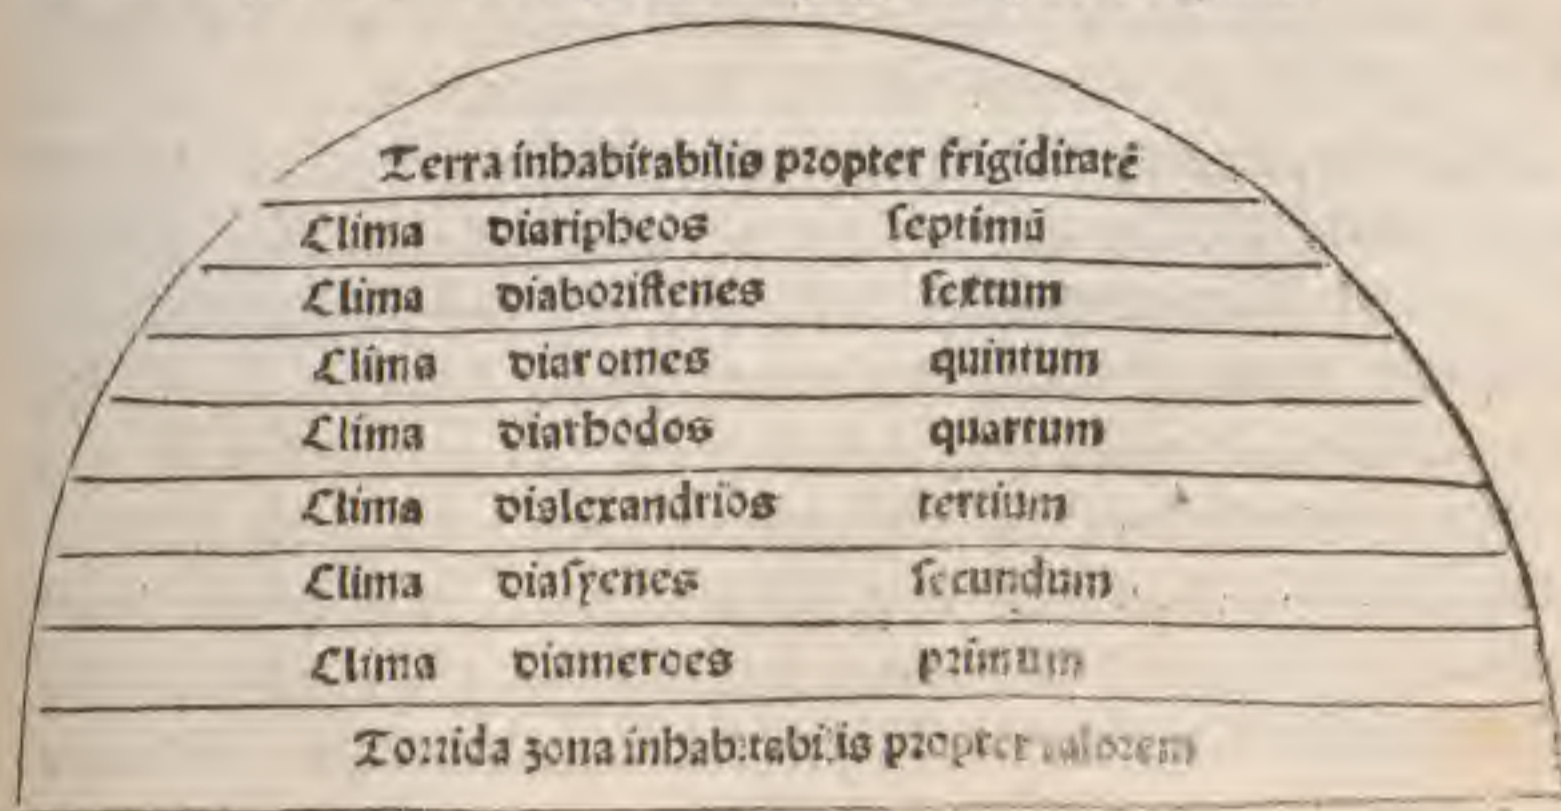 Terra inhabitabilis propter frigiditatē
Clima diaripheos septimū
Clima diaboristenes sextum
Clima diaromes quintum
Clima diarhodos quartum
Clima dialexandrios tertium
Clima diasyenes secundum
Clima diameroes primum
Torrida zona inhabitabilis propter calorem